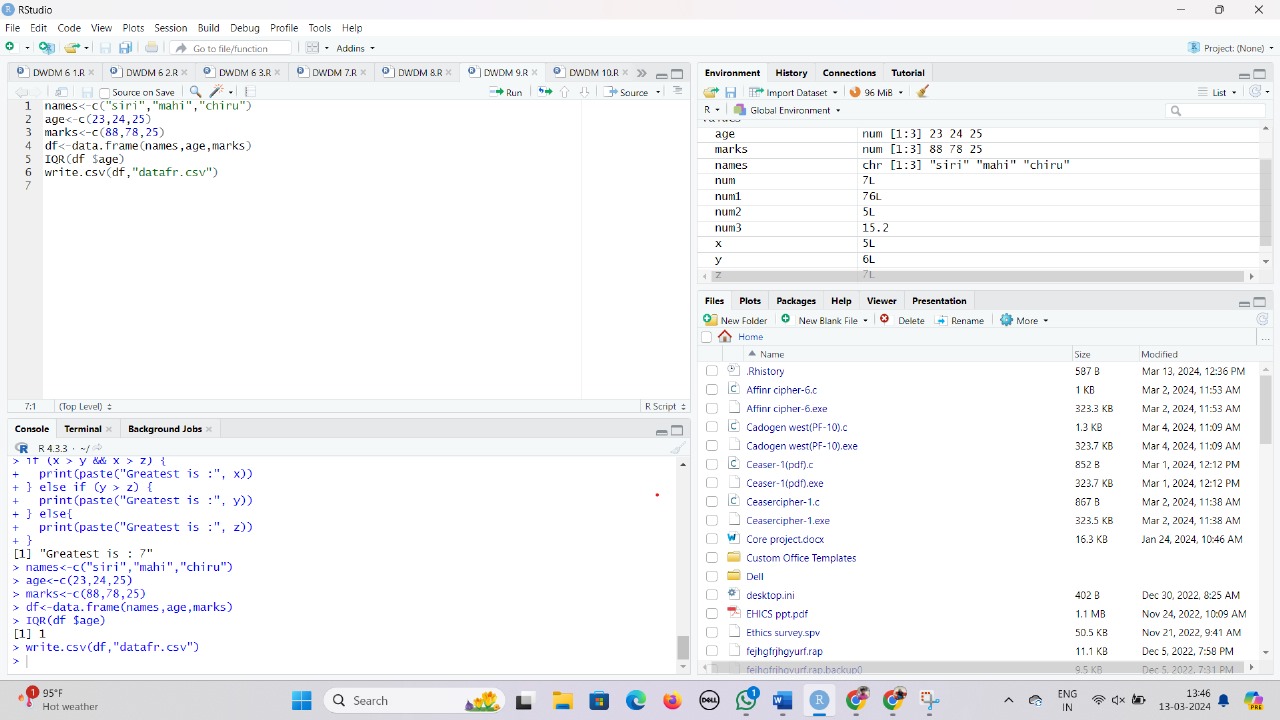 RStudio
File Edit Code View Plots Session Build Debug Profile Tools Help
Go to file/function Addins Project: (None)
DWDM 6 1.R DWDM 6 2.R DWDM 6 3.R DWDM 7.R DWDM 8.R DWDM 9.R DWDM 10.R
Source on Save Run Source
1 names<-c("siri","mahi","chiru")
2 age<-c(23,24,25)
3 marks<-c(88,78,25)
4 df<-data.frame(names,age,marks)
5 IQR(df $age)
6 write.csv(df,"datafr.csv")
7
7:1 (Top Level) R Script
Console Terminal Background Jobs
R 4.3.3 · ~/
> if (x > y && x > z) {
+ print(paste("Greatest is :", x))
+ } else if (y > z) {
+ print(paste("Greatest is :", y))
+ } else{
+ print(paste("Greatest is :", z))
+ }
[1] "Greatest is : 7"
> names<-c("siri","mahi","chiru")
> age<-c(23,24,25)
> marks<-c(88,78,25)
> df<-data.frame(names,age,marks)
> IQR(df $age)
[1] 1
> write.csv(df,"datafr.csv")
>
Environment History Connections Tutorial
Import Dataset 96 MiB List
R Global Environment
values
age num [1:3] 23 24 25
marks num [1:3] 88 78 25
names chr [1:3] "siri" "mahi" "chiru"
num 7L
num1 76L
num2 5L
num3 15.2
x 5L
y 6L
z 7L
Files Plots Packages Help Viewer Presentation
New Folder New Blank File Delete Rename More
Home
Name Size Modified
.Rhistory 587 B Mar 13, 2024, 12:36 PM
Affinr cipher-6.c 1 KB Mar 2, 2024, 11:53 AM
Affinr cipher-6.exe 323.3 KB Mar 2, 2024, 11:53 AM
Cadogen west(PF-10).c 1.3 KB Mar 4, 2024, 11:09 AM
Cadogen west(PF-10).exe 323.7 KB Mar 4, 2024, 11:09 AM
Ceaser-1(pdf).c 852 B Mar 1, 2024, 12:12 PM
Ceaser-1(pdf).exe 323.7 KB Mar 1, 2024, 12:12 PM
Ceasercipher-1.c 867 B Mar 2, 2024, 11:38 AM
Ceasercipher-1.exe 323.5 KB Mar 2, 2024, 11:38 AM
Core project.docx 16.3 KB Jan 24, 2024, 10:46 AM
Custom Office Templates
Dell
desktop.ini 402 B Dec 30, 2022, 8:25 AM
EHICS ppt.pdf 1.1 MB Nov 24, 2022, 10:09 AM
Ethics survey.spv 50.5 KB Nov 21, 2022, 9:41 AM
fejhgfrjhgyurf.rap 11.1 KB Dec 5, 2022, 7:58 PM
fejhgfrjhgyurf.rap.backup0 9.5 KB Dec 5, 2022, 7:31 PM
1 95°F
Hot weather
Search
DELL
1
PRE
ENG
IN
13:46
13-03-2024